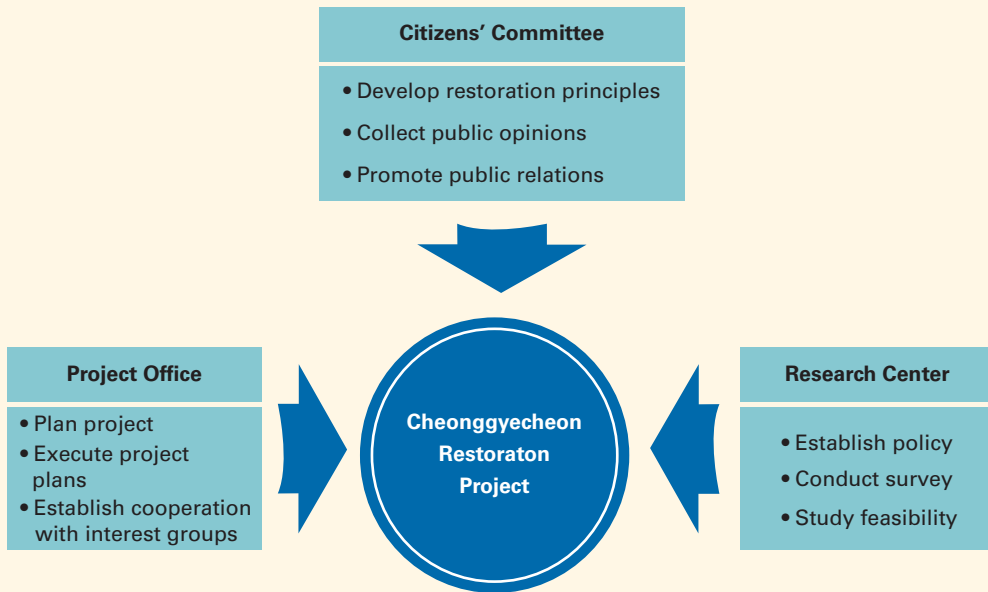 Citizens’ Committee
• Develop restoration principles
• Collect public opinions
• Promote public relations
Project Office
• Plan project
• Execute project
plans
• Establish cooperation
with interest groups
Cheonggyecheon
Restoraton
Project
Research Center
• Establish policy
• Conduct survey
• Study feasibility